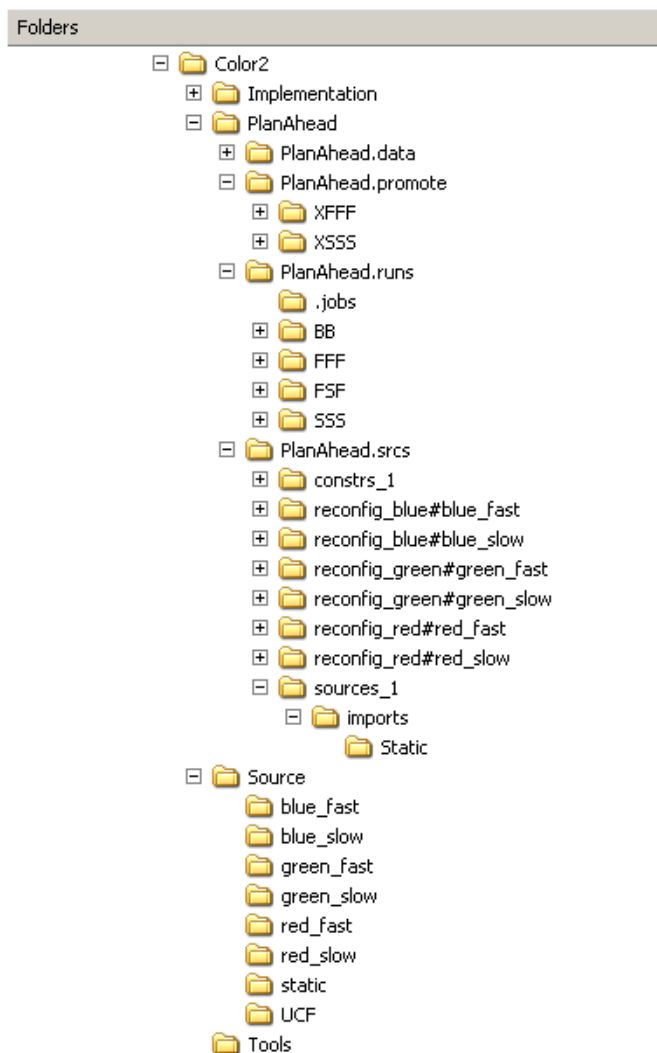 Folders
Color2
Implementation
PlanAhead
PlanAhead.data
PlanAhead.promote
XFFF
XSSS
PlanAhead.runs
.jobs
BB
FFF
FSF
SSS
PlanAhead.srcs
constrs_1
reconfig_blue#blue_fast
reconfig_blue#blue_slow
reconfig_green#green_fast
reconfig_green#green_slow
reconfig_red#red_fast
reconfig_red#red_slow
sources_1
imports
Static
Source
blue_fast
blue_slow
green_fast
green_slow
red_fast
red_slow
static
UCF
Tools